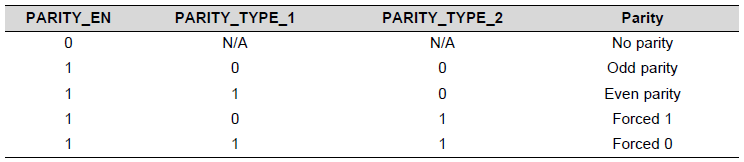 PARITY_EN PARITY_TYPE_1 PARITY_TYPE_2 Parity
0 N/A N/A No parity
1 0 0 Odd parity
1 1 0 Even parity
1 0 1 Forced 1
1 1 1 Forced 0